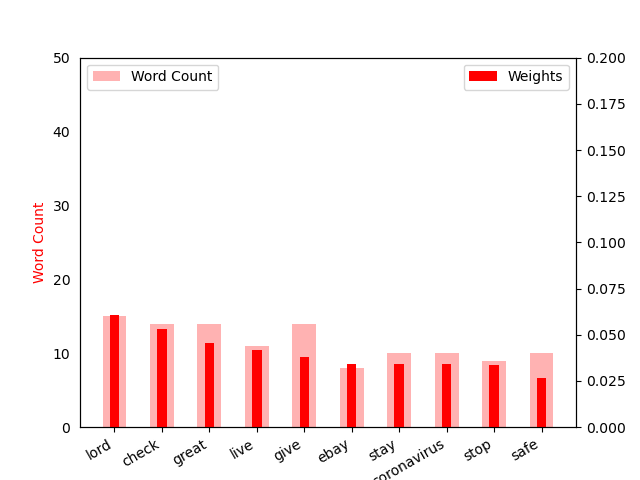 Word Count
Weights
Word Count
50
40
30
20
10
0
0.200
0.175
0.150
0.125
0.100
0.075
0.050
0.025
0.000
lord
check
great
live
give
ebay
stay
coronavirus
stop
safe